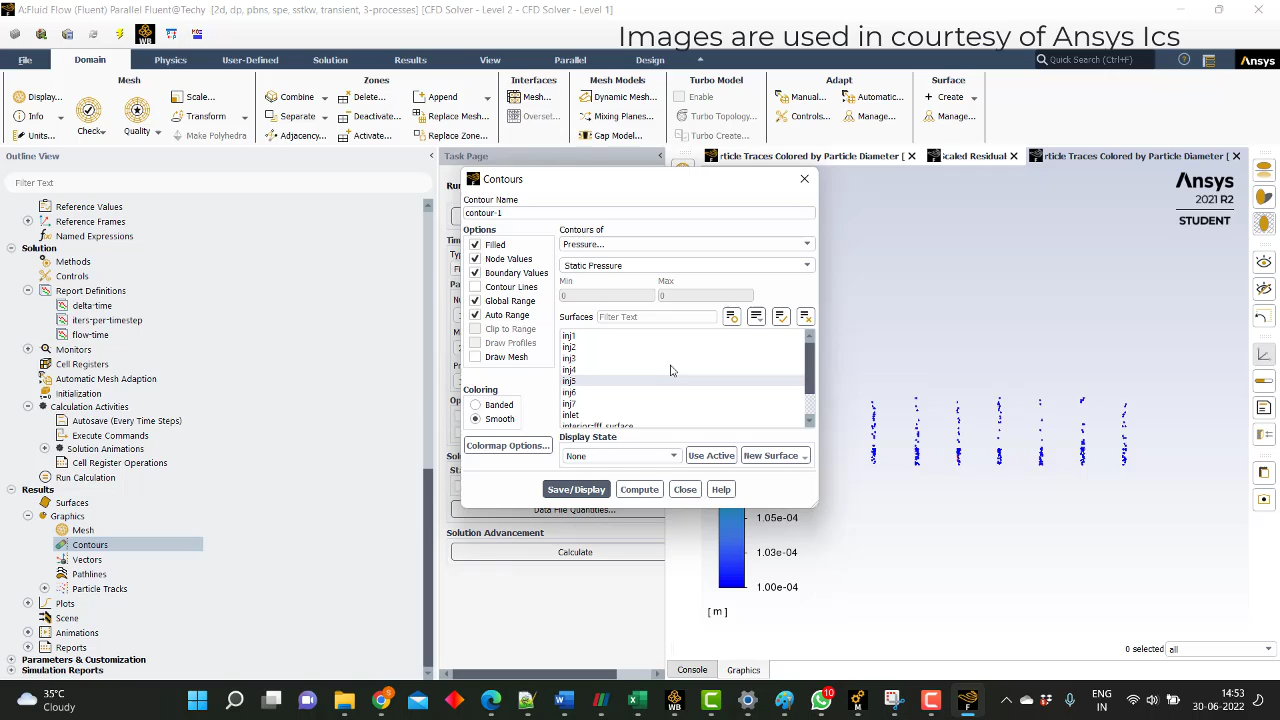 A:Fluid Flow (Fluent) Parallel Fluent@Techy [2d, dp, pbns, spe, sstkw, transient, 3-processes] [CFD Solver - Level 2 - CFD Solver - Level 1]
Images are used in courtesy of Ansys Ics
File Domain Physics User-Defined Solution Results View Parallel Design Quick Search (Ctrl+F) Ansys
Mesh Zones Interfaces Mesh Models Turbo Model Adapt Surface
Display... Scale... Combine Delete... Append Mesh... Dynamic Mesh... Enable Manual... Automatic... Create
Info Check Quality Transform Separate Deactivate... Replace Mesh... Overset... Mixing Planes... Turbo Topology... Controls... Manage... Manage...
Units... Make Polyhedra Adjacency... Activate... Replace Zone... Gap Model... Turbo Create...
Outline View
Task Page
rticle Traces Colored by Particle Diameter [
Scaled Residual
rticle Traces Colored by Particle Diameter [
Filter Text
Reference Values
Reference Frames
Named Expressions
Solution
Methods
Controls
Report Definitions
delta-time
iters-per-timestep
flow-time
Monitors
Cell Registers
Automatic Mesh Adaption
Initialization
Calculation Activities
Autosave (Every Time Steps)
Execute Commands
Solution Animations
Cell Register Operations
Run Calculation
Results
Surfaces
Graphics
Mesh
Contours
Vectors
Pathlines
Particle Tracks
Plots
Scene
Animations
Reports
Parameters & Customization
Simulation Reports
Contours
Contour Name
contour-1
Options
Filled
Node Values
Boundary Values
Contour Lines
Global Range
Auto Range
Clip to Range
Draw Profiles
Draw Mesh
Coloring
Banded
Smooth
Colormap Options...
Contours of
Pressure...
Static Pressure
Min Max
0 0
Surfaces Filter Text
inj1
inj2
inj3
inj4
inj5
inj6
inj7
inlet
interior-fff_surface
Display State
None Use Active New Surface
Save/Display Compute Close Help
Data File Quantities...
Solution Advancement
Calculate
Ansys
2021 R2
STUDENT
1.05e-04
1.03e-04
1.00e-04
[ m ]
0 selected all
Console Graphics
35°C
Cloudy
8
10
ENG
IN
14:53
30-06-2022